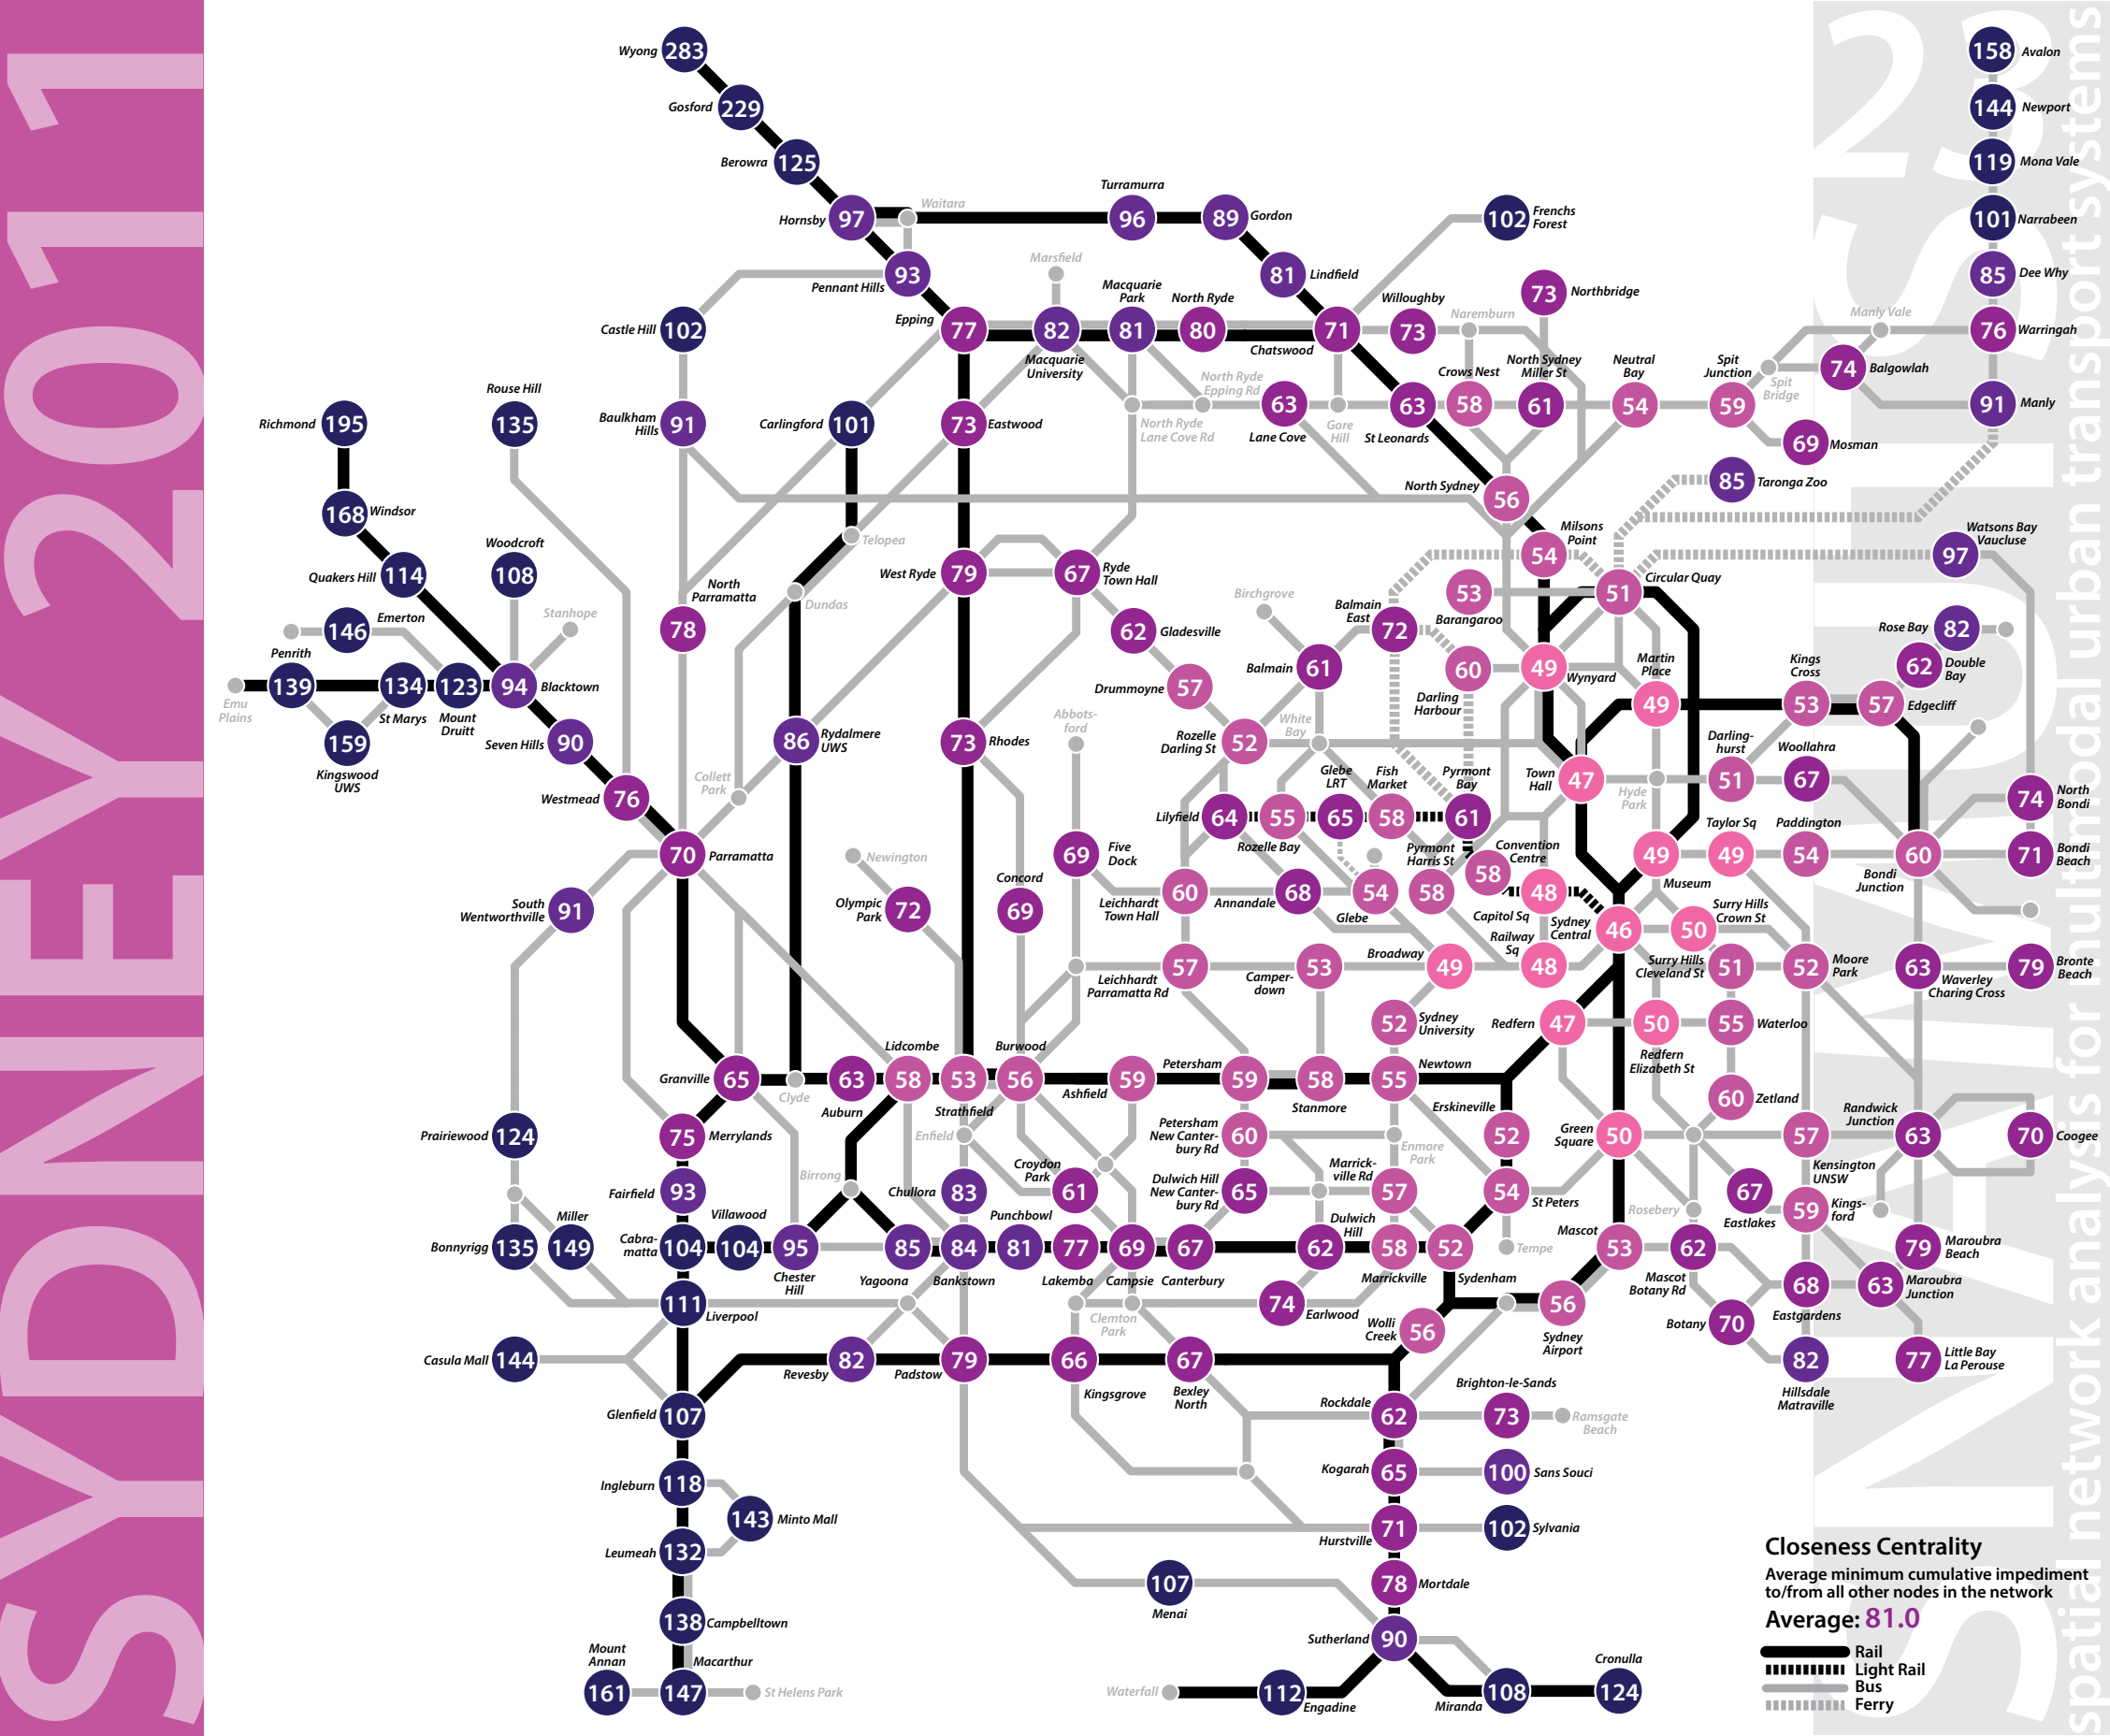 SYDNEY 2011
SNAMUTS 23
spatial network analysis for multimodal urban transport systems
Wyong 283
158 Avalon
Gosford 229
144 Newport
Berowra 125
119 Mona Vale
Turramurra
Waitara
Hornsby 97
96
89 Gordon
102 Frenchs
Forest
101 Narrabeen
Marsfield
93
Pennant Hills
81 Lindfield
85 Dee Why
Macquarie
Park
North Ryde
Willoughby
73 Northbridge
Naremburn
Manly Vale
Castle Hill 102
Epping 77
82
Macquarie
University
81
80
71
Chatswood
73
76 Warringah
North Ryde
Epping Rd
Crows Nest
North Sydney
Miller St
Neutral
Bay
Spit
Junction
Spit
Bridge
74 Balgowlah
Rouse Hill
Richmond 195
135
Baulkham
Hills 91
Carlingford 101
73 Eastwood
North Ryde
Lane Cove Rd
63
Lane Cove
Gore
Hill
63
St Leonards
58
61
54
59
91 Manly
69 Mosman
168 Windsor
North Sydney 56
85 Taronga Zoo
Woodcroft
Telopea
Milsons
Point
54
Watsons Bay
Vaucluse
97
Quakers Hill 114
108
North
Parramatta
78
Dundas
West Ryde 79
67 Ryde
Town Hall
Birchgrove
Balmain
East
72
53
Barangaroo
51 Circular Quay
Stanhope
Emerton
146
62 Gladesville
Rose Bay 82
Penrith
139
134
St Marys
123
Mount
Druitt
94 Blacktown
Drummoyne 57
Balmain 61
60
Darling
Harbour
49 Wynyard
Martin
Place
49
Kings
Cross
53
57 Edgecliff
62 Double
Bay
Emu
Plains
159
Kingswood
UWS
Seven Hills 90
86 Rydalmere
UWS
73 Rhodes
Abbots-
ford
Rozelle
Darling St 52
White
Bay
Darling-
hurst
Woollahra
Westmead 76
Collett
Park
Glebe
LRT
Fish
Market
Pyrmont
Bay
Town
Hall 47
Hyde
Park
51
67
74 North
Bondi
Lilyfield 64
55
Rozelle Bay
65
58
61
Taylor Sq
Paddington
70 Parramatta
Newington
69 Five
Dock
Pyrmont
Harris St
58
Convention
Centre
58
49
Museum
49
54
60
Bondi
Junction
71 Bondi
Beach
South
Wentworthville 91
Olympic
Park 72
Concord
69
60
Leichhardt
Town Hall
Annandale 68
54
Glebe
48
Capitol Sq
Sydney
Central
46
Surry Hills
Crown St
50
57
Leichhardt
Parramatta Rd
Camper-
down
53
Broadway 49
Railway
Sq
48
Surry Hills
Cleveland St
51
52 Moore
Park
63
Waverley
Charing Cross
79 Bronte
Beach
52 Sydney
University
Redfern 47
50
Redfern
Elizabeth St
55 Waterloo
Granville 65
Clyde
63
Auburn
Lidcombe
58
53
Strathfield
Burwood
56
59
Ashfield
Petersham
59
58
Stanmore
55 Newtown
60 Zetland
Prairiewood 124
75 Merrylands
Enfield
Petersham
New Canter-
bury Rd
60
Enmore
Park
Erskineville
52
Green
Square 50
57
Kensington
UNSW
Randwick
Junction
63
70 Coogee
Fairfield 93
Birrong
Chullora 83
Croydon
Park
61
Dulwich Hill
New Canter-
bury Rd
65
Marrick-
ville Rd
57
54 St Peters
67
Eastlakes
59 Kings-
ford
Rosebery
Bonnyrigg 135
Miller
149
Cabra-
matta 104
Villawood
104
95
Chester
Hill
85
Yagoona
84
Bankstown
Punchbowl
81
77
Lakemba
69
Campsie
67
Canterbury
Dulwich
Hill
62
58
Marrickville
52
Sydenham
Tempe
Mascot 53
62
Mascot
Botany Rd
79 Maroubra
Beach
111
Liverpool
Clemton
Park
74
Earlwood
Wolli
Creek 56
56
Sydney
Airport
Botany 70
68
Eastgardens
63 Maroubra
Junction
Casula Mall 144
Revesby 82
Padstow 79
66
Kingsgrove
67
Bexley
North
82
Hillsdale
Matraville
77 Little Bay
La Perouse
Glenfield 107
Rockdale 62
Brighton-le-Sands
73
Ramsgate
Beach
Ingleburn 118
143 Minto Mall
Kogarah 65
100 Sans Souci
Leumeah 132
71
Hurstville
102 Sylvania
107
Menai
78 Mortdale
138 Campbelltown
Sutherland 90
Mount
Annan
161
Macarthur
147
St Helens Park
Waterfall
112
Engadine
108
Miranda
Cronulla
124
Closeness Centrality
Average minimum cumulative impediment
to/from all other nodes in the network
Average: 81.0
Rail
Light Rail
Bus
Ferry